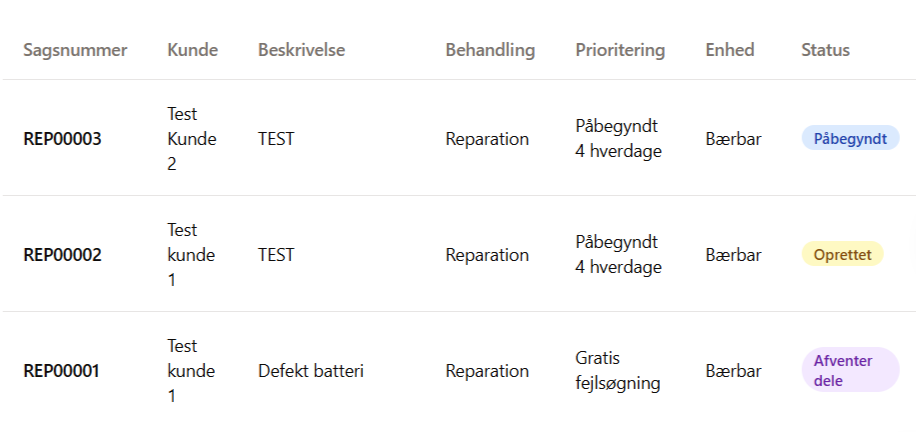 Sagsnummer Kunde Beskrivelse Behandling Prioritering Enhed Status
REP00003 Test Kunde 2 TEST Reparation Påbegyndt 4 hverdage Bærbar Påbegyndt
REP00002 Test kunde 1 TEST Reparation Påbegyndt 4 hverdage Bærbar Oprettet
REP00001 Test kunde 1 Defekt batteri Reparation Gratis fejlsøgning Bærbar Afventer dele